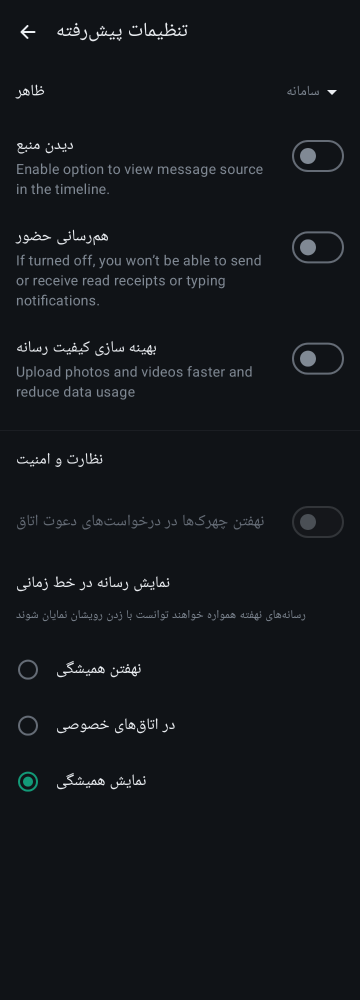 تنظیمات پیش‌رفته
ظاهر
سامانه
دیدن منبع
Enable option to view message source
in the timeline.
هم‌رسانی حضور
If turned off, you won’t be able to send
or receive read receipts or typing
notifications.
بهینه سازی کیفیت رسانه
Upload photos and videos faster and
reduce data usage
نظارت و امنیت
نهفتن چهرک‌ها در درخواست‌های دعوت اتاق
نمایش رسانه در خط زمانی
رسانه‌های نهفته همواره خواهند توانست با زدن رویشان نمایان شوند
نهفتن همیشگی
در اتاق‌های خصوصی
نمایش همیشگی